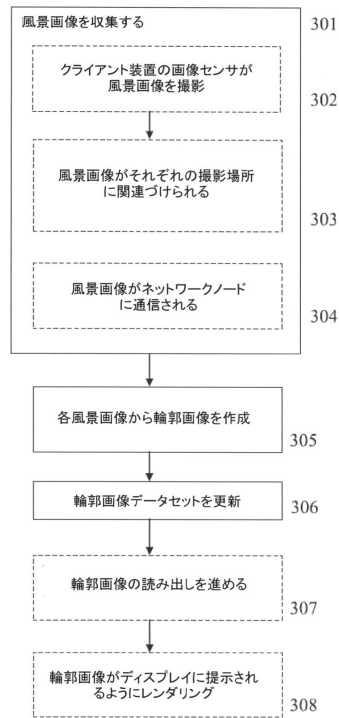 風景画像を収集する
301
クライアント装置の画像センサが
風景画像を撮影
302
風景画像がそれぞれの撮影場所
に関連づけられる
303
風景画像がネットワークノード
に通信される
304
各風景画像から輪郭画像を作成
305
輪郭画像データセットを更新
306
輪郭画像の読み出しを進める
307
輪郭画像がディスプレイに提示され
るようにレンダリング
308